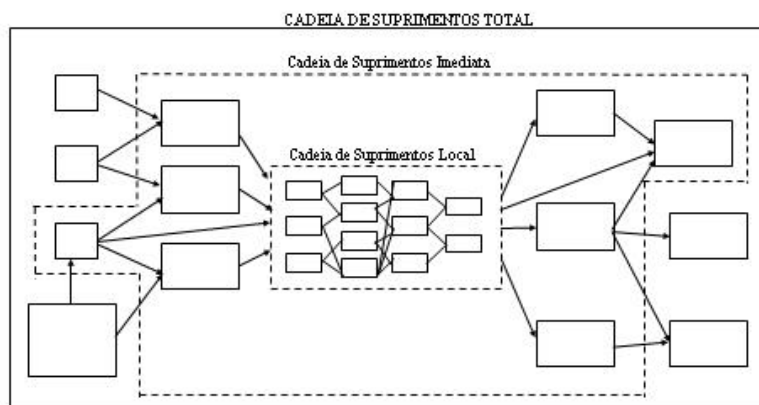 CADEIA DE SUPRIMENTOS TOTAL
Cadeia de Suprimentos Imediata
Cadeia de Suprimentos Local